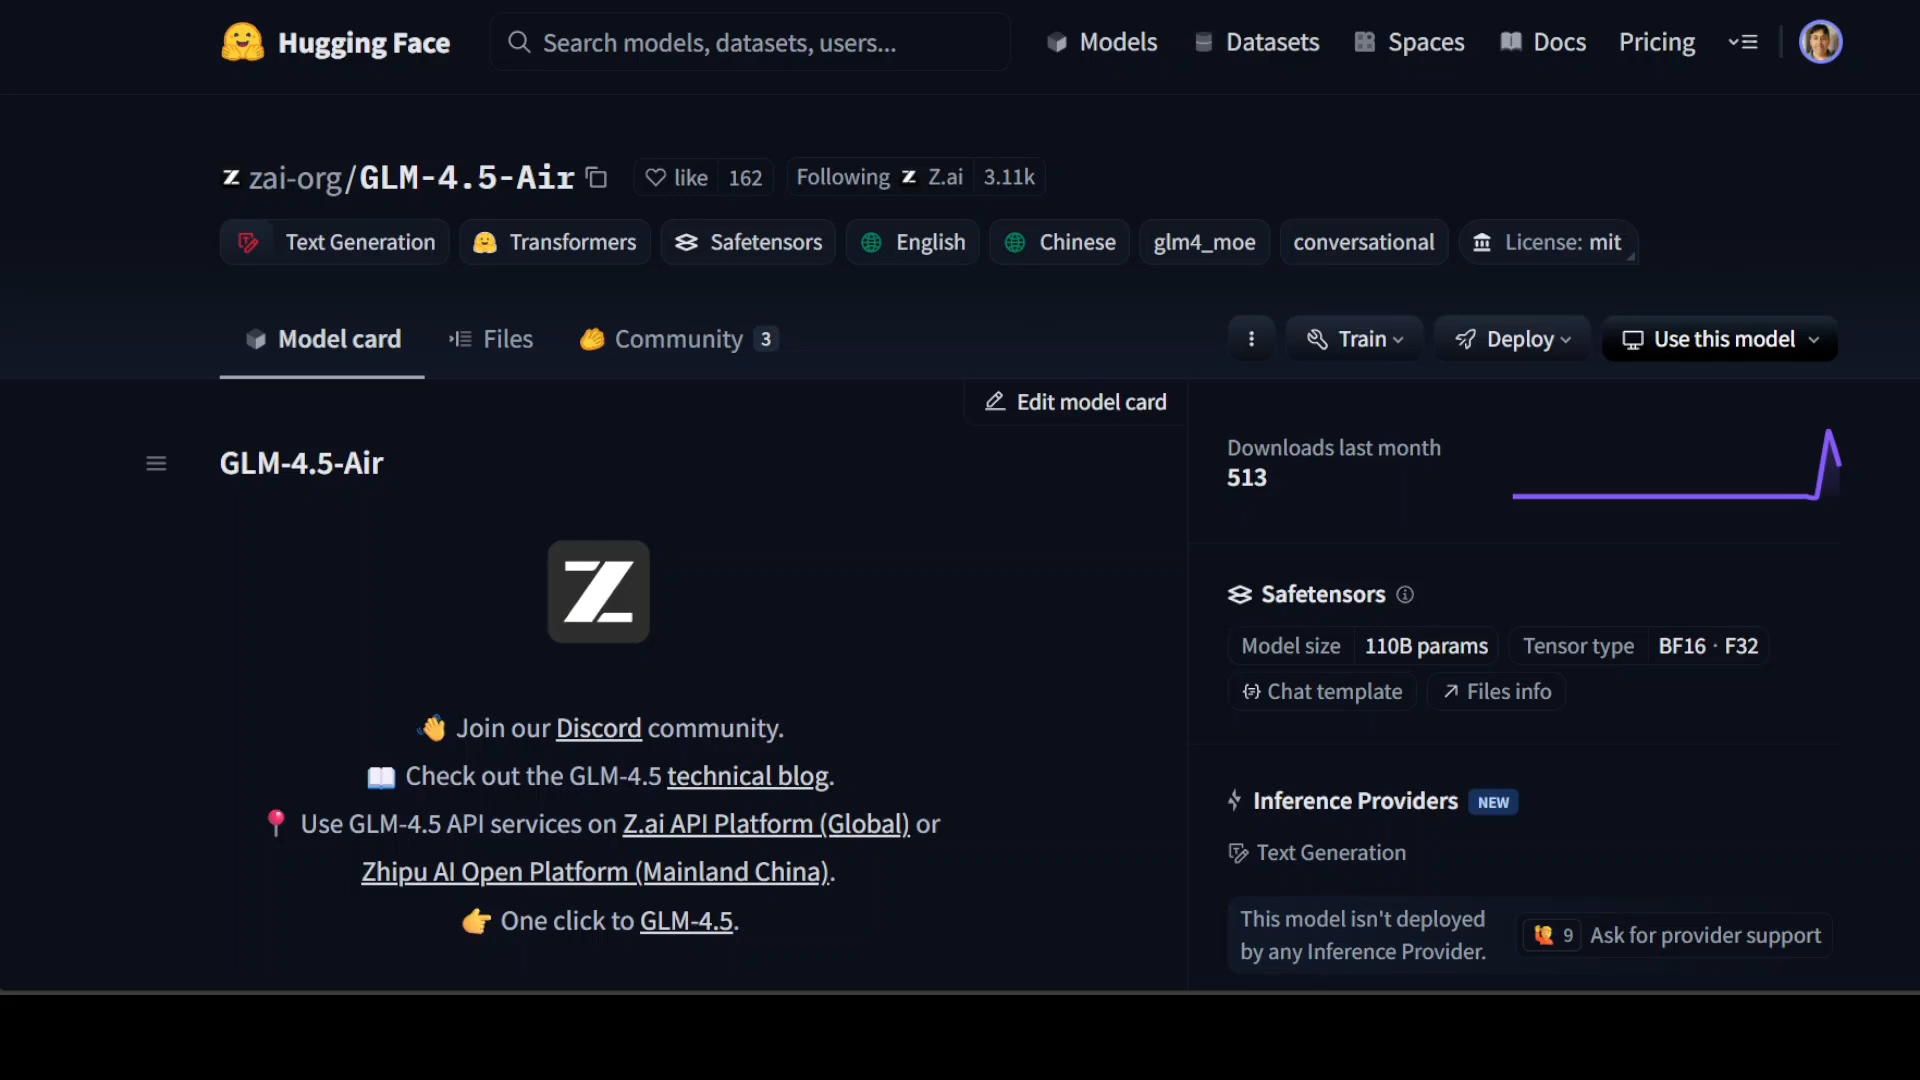 Hugging Face
Search models, datasets, users...
Models
Datasets
Spaces
Docs
Pricing
zai-org/GLM-4.5-Air
like 162
Following Z.ai 3.11k
Text Generation
Transformers
Safetensors
English
Chinese
glm4_moe
conversational
License: mit
Model card
Files
Community 3
Train
Deploy
Use this model
Edit model card
GLM-4.5-Air
Z
👋 Join our Discord community.
📖 Check out the GLM-4.5 technical blog.
📍 Use GLM-4.5 API services on Z.ai API Platform (Global) or
Zhipu AI Open Platform (Mainland China).
👉 One click to GLM-4.5.
Downloads last month
513
Safetensors
Model size 110B params
Tensor type BF16 · F32
Chat template
Files info
Inference Providers NEW
Text Generation
This model isn't deployed
by any Inference Provider.
9 Ask for provider support